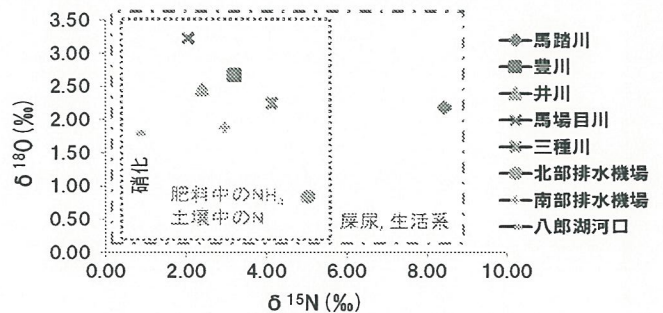 3.50
3.00
2.50
2.00
1.50
1.00
0.50
0.00
δ ¹⁸O (‰)
硝化
肥料中のNH₃
土壌中のN
屎尿, 生活系
0.00 2.00 4.00 6.00 8.00 10.00
δ ¹⁵N (‰)
馬踏川
豊川
井川
馬場目川
三種川
北部排水機場
南部排水機場
八郎湖河口